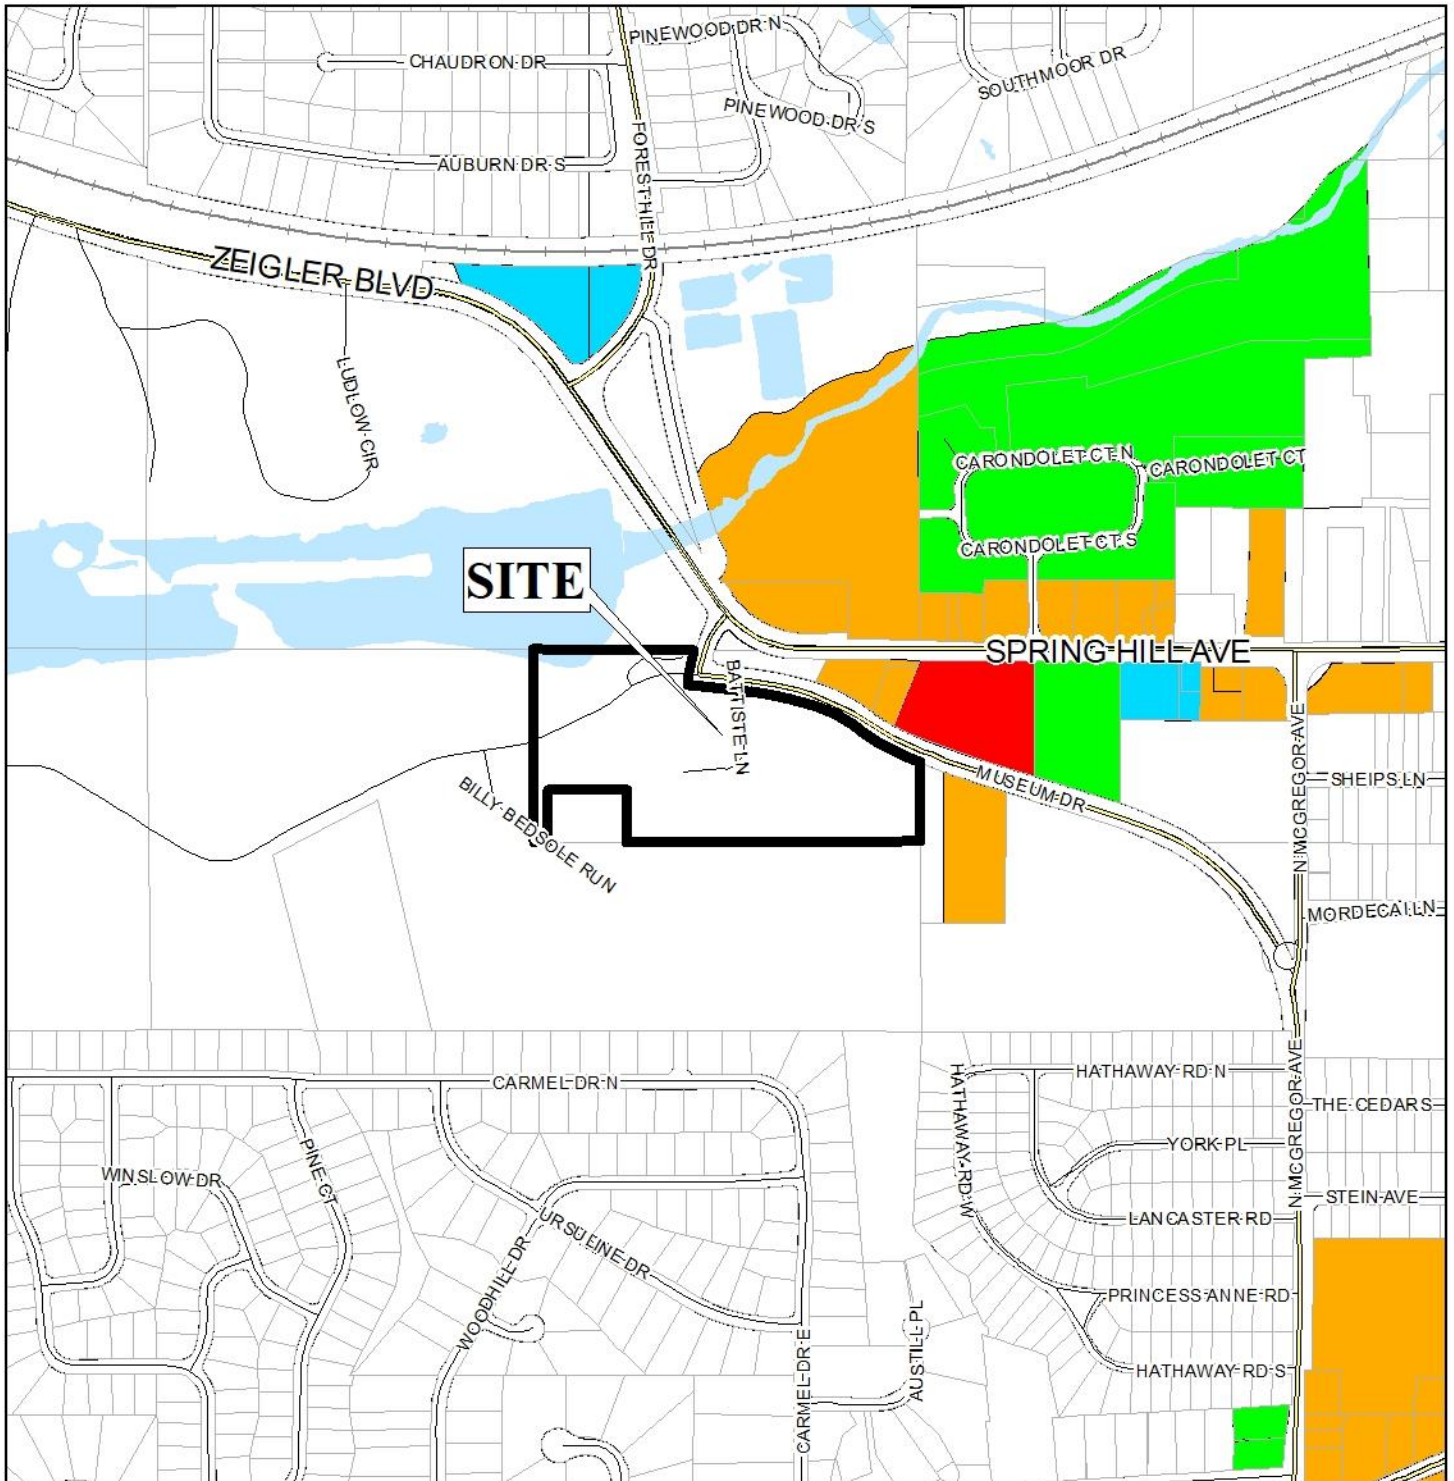 PINEWOOD DR N
CHAUDRON DR
SOUTHMOOR DR
PINEWOOD DR S
AUBURN DR S
FOREST HILL DR
ZEIGLER BLVD
LUDLOW CIR
CARONDOLET CT N
CARONDOLET CT
CARONDOLET CT S
SITE
SPRING HILL AVE
BATTISTE LN
N MCGREGOR AVE
MUSEUM DR
SHEIPS LN
BILLY BEDSOLE RUN
MORDECAI LN
N MCGREGOR AVE
CARMEL DR N
HATHAWAY RD N
HATHAWAY RD W
THE CEDARS
PINE CT
YORK PL
WINSLOW DR
STEIN AVE
URSULINE DR
LANCASTER RD
WOODHILL DR
PRINCESS ANNE RD
CARMEL DR E
AUSTILL PL
HATHAWAY RD S